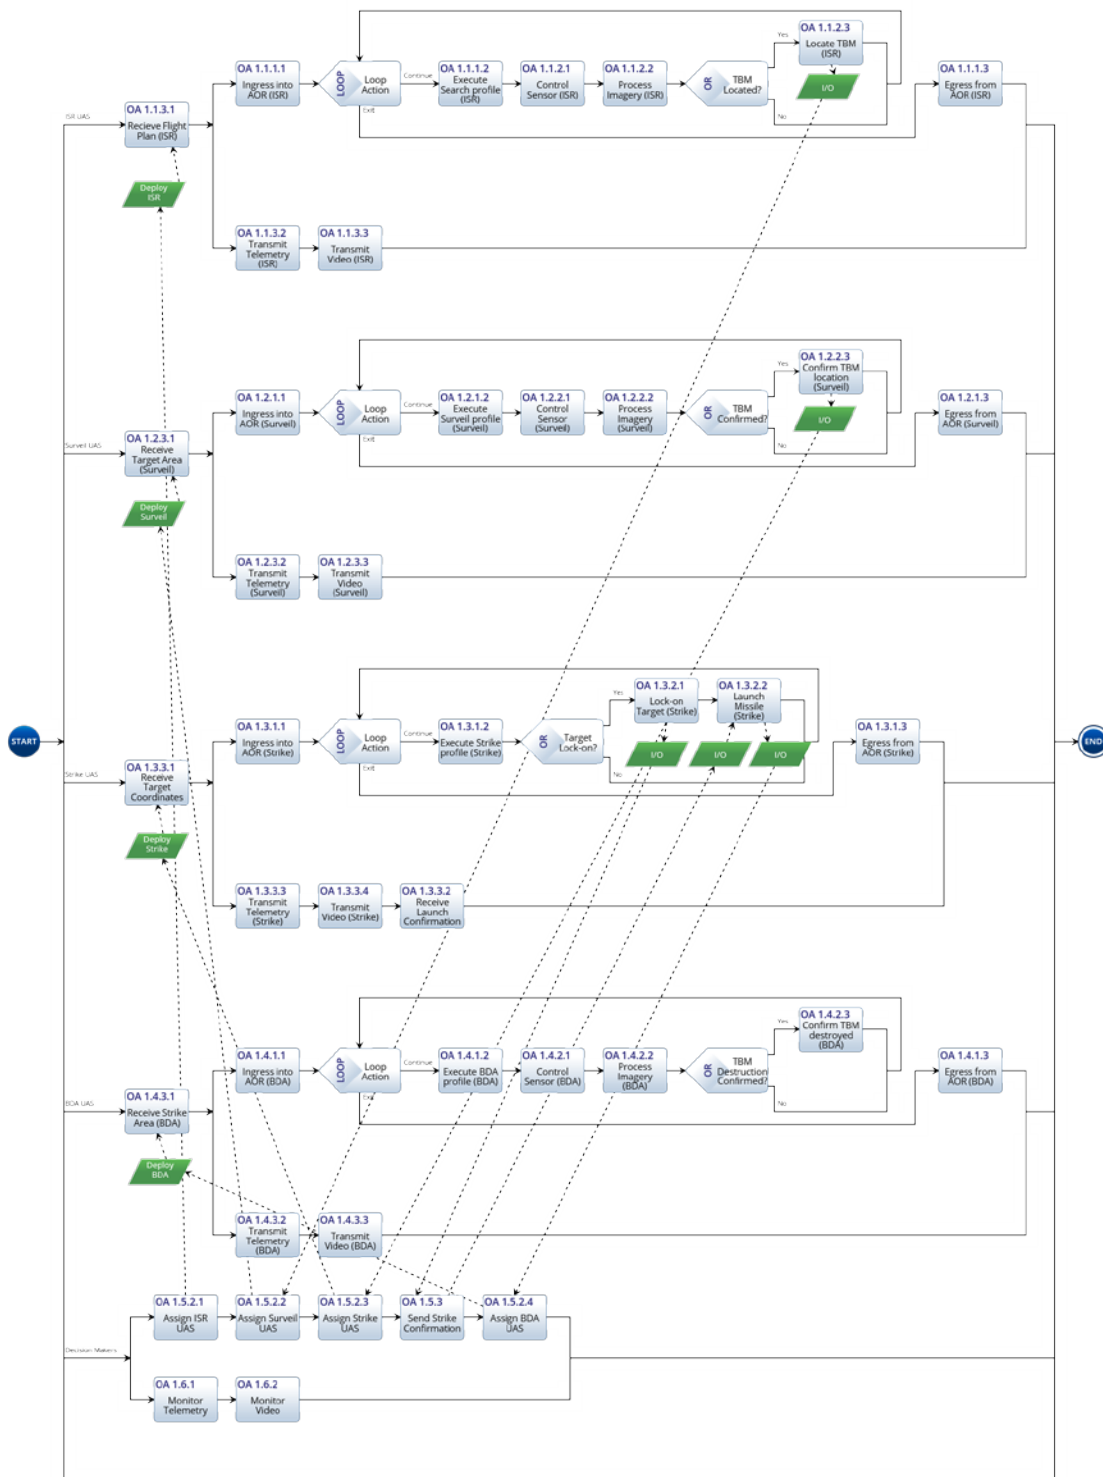 OA 1.1.2.3
Yes
Locate TBM
(ISR)
OA 1.1.1.1
Ingress into
AOR (ISR)
LOOP
Loop
Action
Continue
Exit
OA 1.1.1.2
Execute
Search profile
(ISR)
OA 1.1.2.1
Control
Sensor (ISR)
OA 1.1.2.2
Process
Imagery (ISR)
OR
TBM
Located?
I/O
No
OA 1.1.1.3
Egress from
AOR (ISR)
ISR UAS
OA 1.1.3.1
Recieve Flight
Plan (ISR)
Deploy
ISR
OA 1.1.3.2
Transmit
Telemetry
(ISR)
OA 1.1.3.3
Transmit
Video (ISR)
OA 1.2.2.3
Yes
Confirm TBM
location
(Surveil)
OA 1.2.1.1
Ingress into
AOR (Surveil)
LOOP
Loop
Action
Continue
Exit
OA 1.2.1.2
Execute
Surveil profile
(Surveil)
OA 1.2.2.1
Control
Sensor
(Surveil)
OA 1.2.2.2
Process
Imagery
(Surveil)
OR
TBM
Confirmed?
I/O
No
OA 1.2.1.3
Egress from
AOR (Surveil)
Surveil UAS
OA 1.2.3.1
Receive
Target Area
(Surveil)
Deploy
Surveil
OA 1.2.3.2
Transmit
Telemetry
(Surveil)
OA 1.2.3.3
Transmit
Video
(Surveil)
Yes
OA 1.3.2.1
Lock-on
Target (Strike)
OA 1.3.2.2
Launch
Missile
(Strike)
START
OA 1.3.1.1
Ingress into
AOR (Strike)
LOOP
Loop
Action
Continue
Exit
OA 1.3.1.2
Execute Strike
profile (Strike)
OR
Target
Lock-on?
I/O
I/O
I/O
No
OA 1.3.1.3
Egress from
AOR (Strike)
END
Strike UAS
OA 1.3.3.1
Receive
Target
Coordinates
Deploy
Strike
OA 1.3.3.3
Transmit
Telemetry
(Strike)
OA 1.3.3.4
Transmit
Video (Strike)
OA 1.3.3.2
Receive
Launch
Confirmation
OA 1.4.2.3
Yes
Confirm TBM
destroyed
(BDA)
OA 1.4.1.1
Ingress into
AOR (BDA)
LOOP
Loop
Action
Continue
Exit
OA 1.4.1.2
Execute BDA
profile (BDA)
OA 1.4.2.1
Control
Sensor (BDA)
OA 1.4.2.2
Process
Imagery
(BDA)
OR
TBM
Destruction
Confirmed?
No
OA 1.4.1.3
Egress from
AOR (BDA)
BDA UAS
OA 1.4.3.1
Receive Strike
Area (BDA)
Deploy
BDA
OA 1.4.3.2
Transmit
Telemetry
(BDA)
OA 1.4.3.3
Transmit
Video (BDA)
OA 1.5.2.1
Assign ISR
UAS
OA 1.5.2.2
Assign Surveil
UAS
OA 1.5.2.3
Assign Strike
UAS
OA 1.5.3
Send Strike
Confirmation
OA 1.5.2.4
Assign BDA
UAS
Decision Makers
OA 1.6.1
Monitor
Telemetry
OA 1.6.2
Monitor
Video